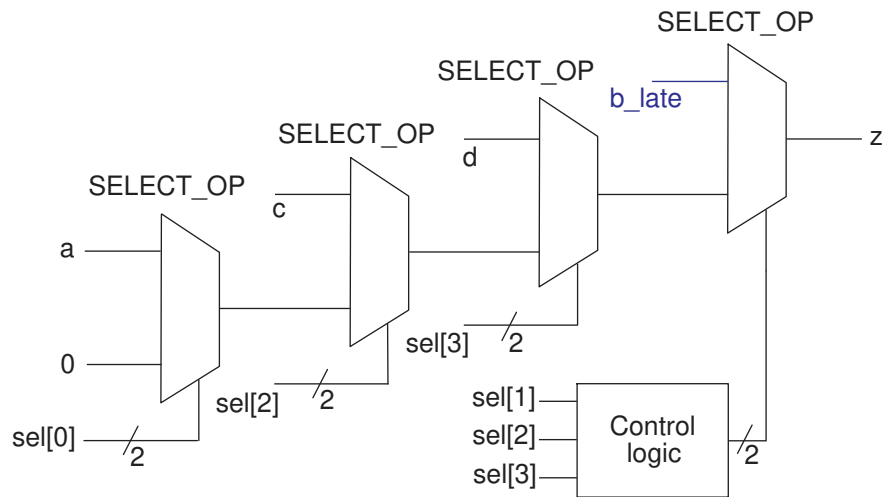 SELECT_OP
SELECT_OP
b_late
SELECT_OP
d
z
SELECT_OP
c
a
0
sel[3]
2
sel[2]
2
sel[0]
2
sel[1]
sel[2]
sel[3]
Control
logic
2